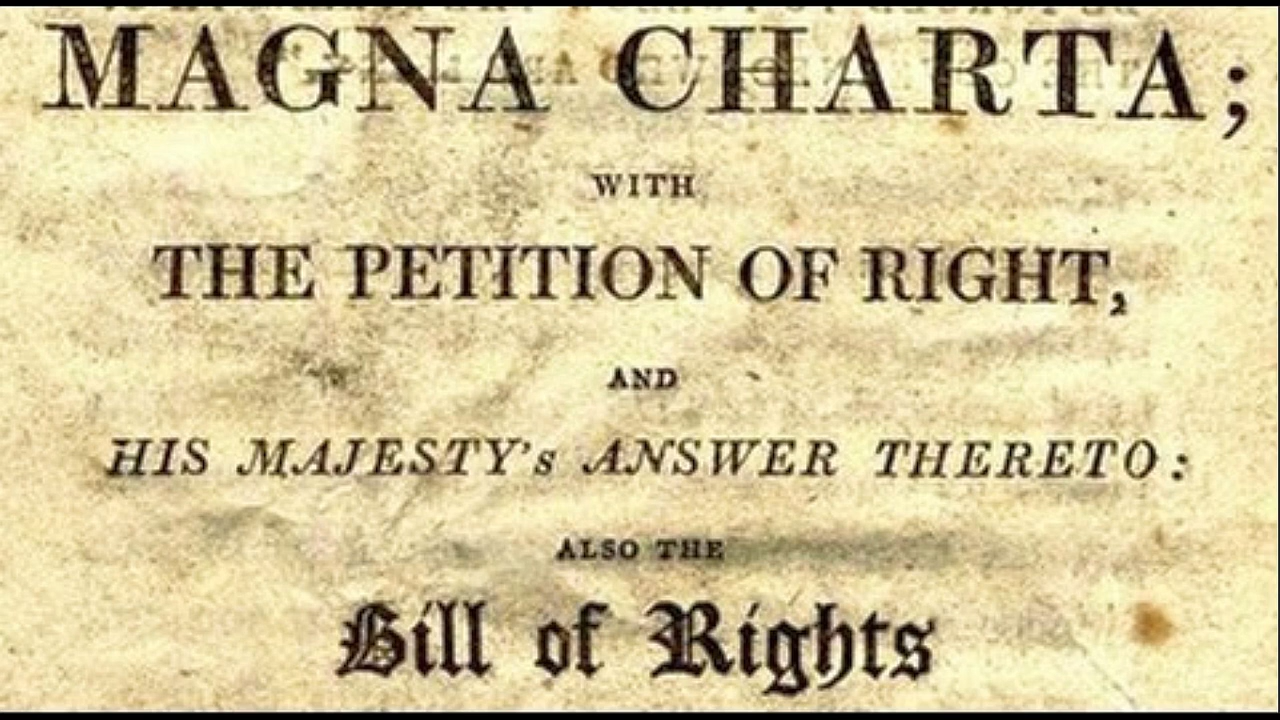 MAGNA CHARTA;
WITH
THE PETITION OF RIGHT,
AND
HIS MAJESTY's ANSWER THERETO:
ALSO THE
Bill of Rights